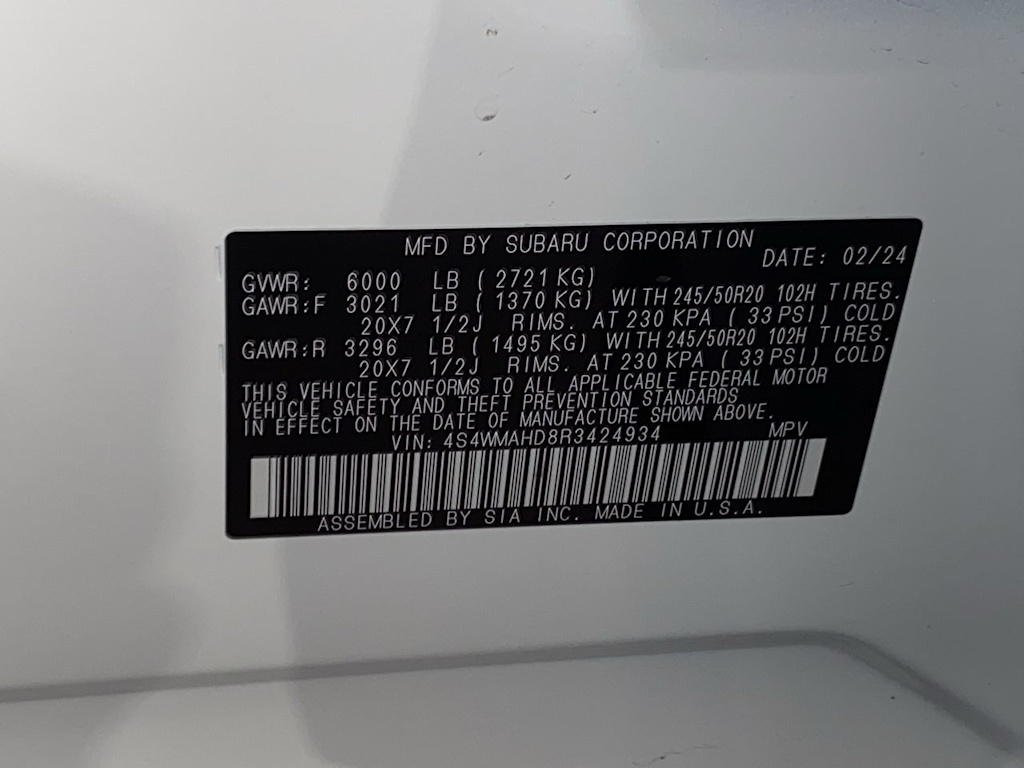 MFD BY SUBARU CORPORATION DATE: 02/24
GVWR: 6000 LB ( 2721 KG)
GAWR:F 3021 LB ( 1370 KG) WITH 245/50R20 102H TIRES.
20X7 1/2J RIMS. AT 230 KPA ( 33 PSI) COLD
GAWR:R 3296 LB ( 1495 KG) WITH 245/50R20 102H TIRES.
20X7 1/2J RIMS. AT 230 KPA ( 33 PSI) COLD
THIS VEHICLE CONFORMS TO ALL APPLICABLE FEDERAL MOTOR
VEHICLE SAFETY AND THEFT PREVENTION STANDARDS
IN EFFECT ON THE DATE OF MANUFACTURE SHOWN ABOVE.
VIN: 4S4WMAHD8R3424934 MPV
ASSEMBLED BY SIA INC. MADE IN U.S.A.